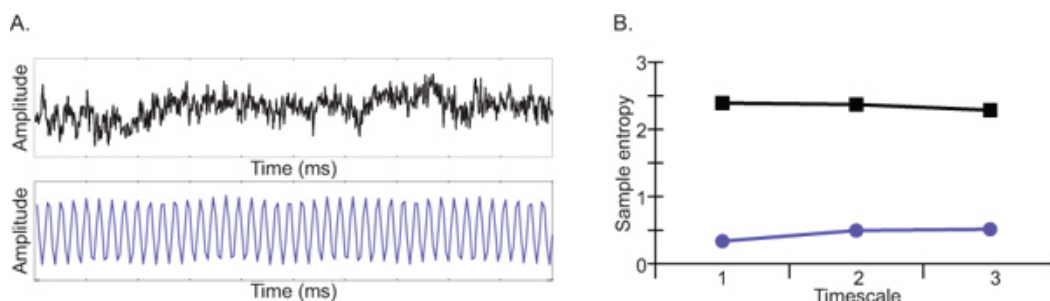 A.
Amplitude
Time (ms)
Amplitude
Time (ms)
B.
Sample entropy
3
2
1
0
1 2 3
Timescale